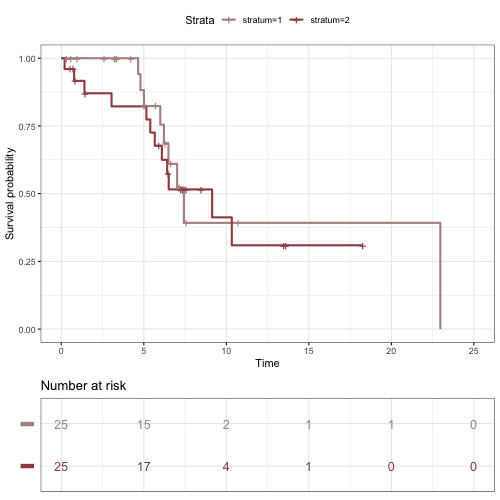 Strata stratum=1 stratum=2
1.00
0.75
0.50
0.25
0.00
Survival probability
0 5 10 15 20 25
Time
Number at risk
25 15 2 1 1 0
25 17 4 1 0 0